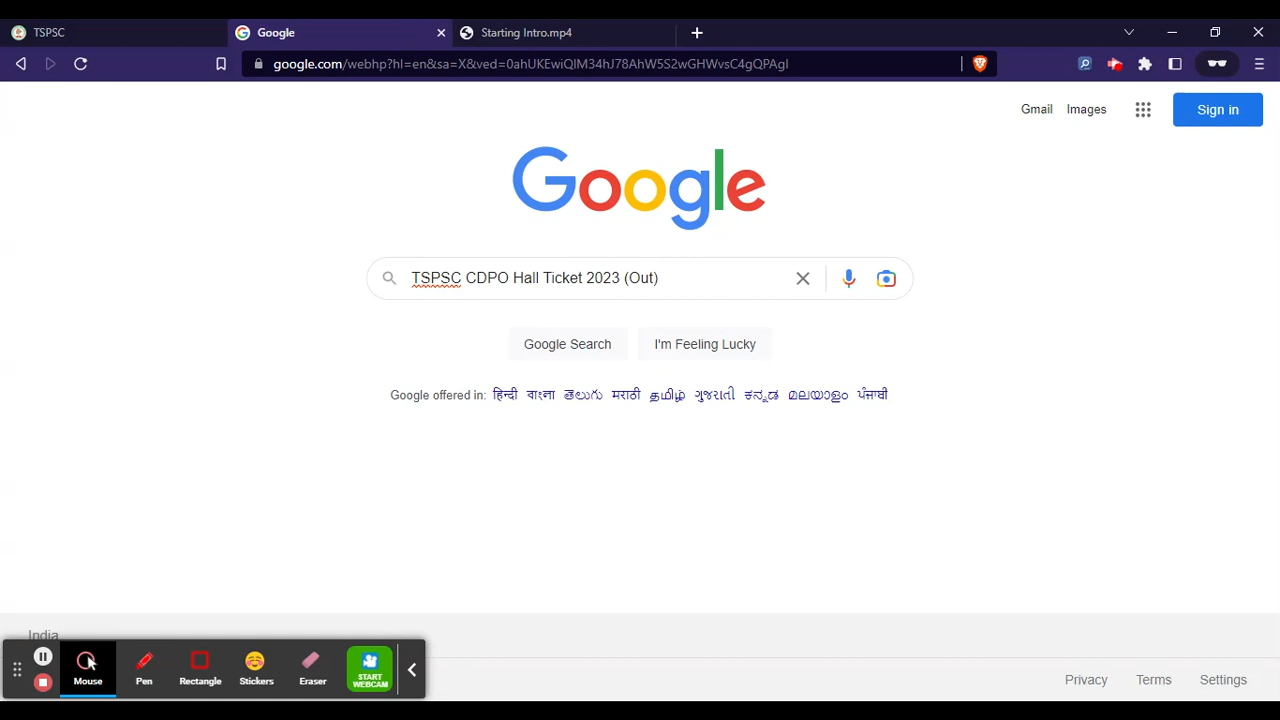 TSPSC
Google
Starting Intro.mp4
google.com/webhp?hl=en&sa=X&ved=0ahUKEwiQlM34hJ78AhW5S2wGHWvsC4gQPAgI
Gmail Images Sign in
Google
TSPSC CDPO Hall Ticket 2023 (Out)
Google Search I'm Feeling Lucky
Google offered in: हिन्दी বাংলা తెలుగు मराठी தமிழ் ગુજરાતી ಕನ್ನಡ മലയാളം ਪੰਜਾਬੀ
India
Privacy Terms Settings
Mouse Pen Rectangle Stickers Eraser START WEBCAM